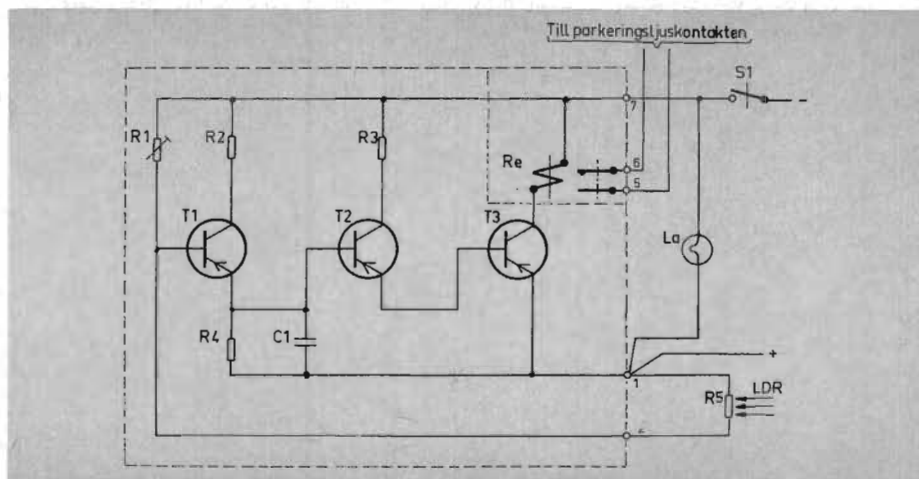 Till parkeringsljuskontakten
S1
7
–
R1
R2
R3
Re
6
5
T1
T2
T3
La
R4
C1
+
1
R5
LDR